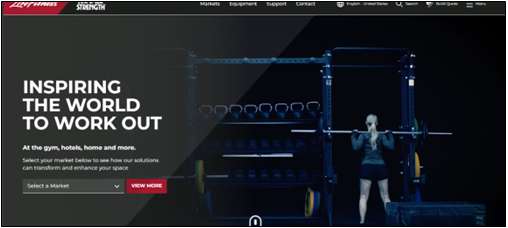 Life Fitness
STRENGTH
Markets Equipment Support Contact
English - United States Search Build Quote Menu
INSPIRING
THE WORLD
TO WORK OUT
At the gym, hotels, home and more.
Select your market below to see how our solutions
can transform and enhance your space
Select a Market VIEW MORE